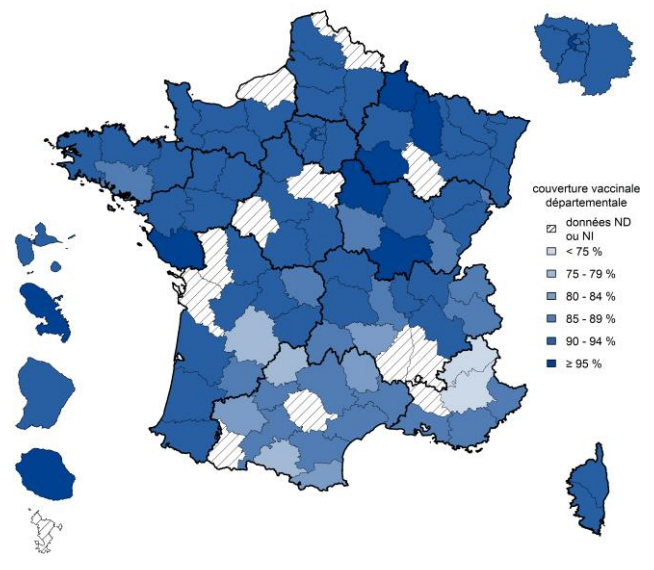 couverture vaccinale
départementale
données ND
ou NI
< 75 %
75 - 79 %
80 - 84 %
85 - 89 %
90 - 94 %
≥ 95 %